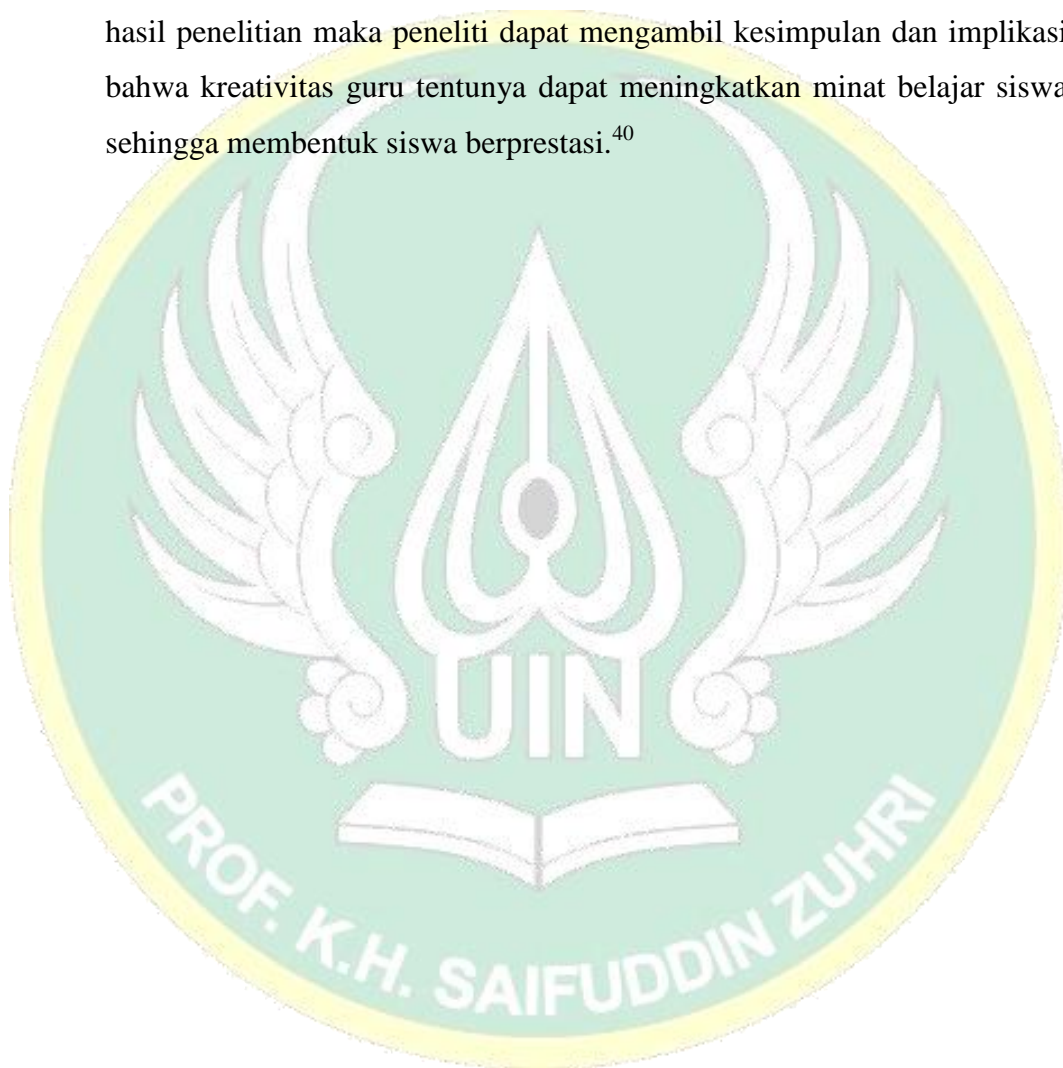 hasil penelitian maka peneliti dapat mengambil kesimpulan dan implikasi
bahwa kreativitas guru tentunya dapat meningkatkan minat belajar siswa
sehingga membentuk siswa berprestasi.40
UIN
PROF. K.H. SAIFUDDIN ZUHRI